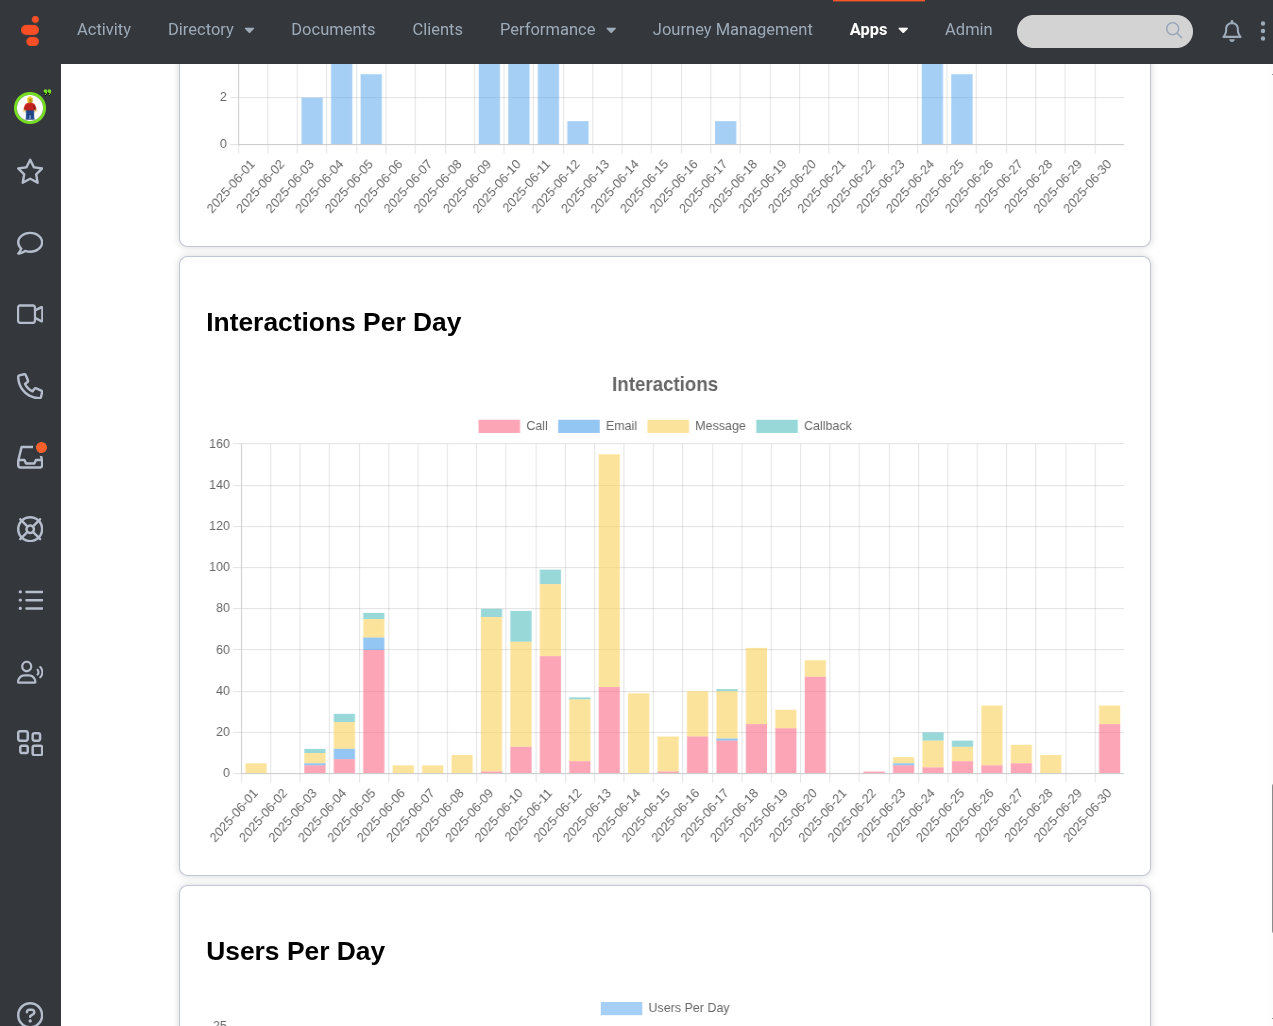 Activity Directory Documents Clients Performance Journey Management Apps Admin
2
0
2025-06-01 2025-06-02 2025-06-03 2025-06-04 2025-06-05 2025-06-06 2025-06-07 2025-06-08 2025-06-09 2025-06-10 2025-06-11 2025-06-12 2025-06-13 2025-06-14 2025-06-15 2025-06-16 2025-06-17 2025-06-18 2025-06-19 2025-06-20 2025-06-21 2025-06-22 2025-06-23 2025-06-24 2025-06-25 2025-06-26 2025-06-27 2025-06-28 2025-06-29 2025-06-30
Interactions Per Day
Interactions
Call Email Message Callback
160
140
120
100
80
60
40
20
0
2025-06-01 2025-06-02 2025-06-03 2025-06-04 2025-06-05 2025-06-06 2025-06-07 2025-06-08 2025-06-09 2025-06-10 2025-06-11 2025-06-12 2025-06-13 2025-06-14 2025-06-15 2025-06-16 2025-06-17 2025-06-18 2025-06-19 2025-06-20 2025-06-21 2025-06-22 2025-06-23 2025-06-24 2025-06-25 2025-06-26 2025-06-27 2025-06-28 2025-06-29 2025-06-30
Users Per Day
Users Per Day
25